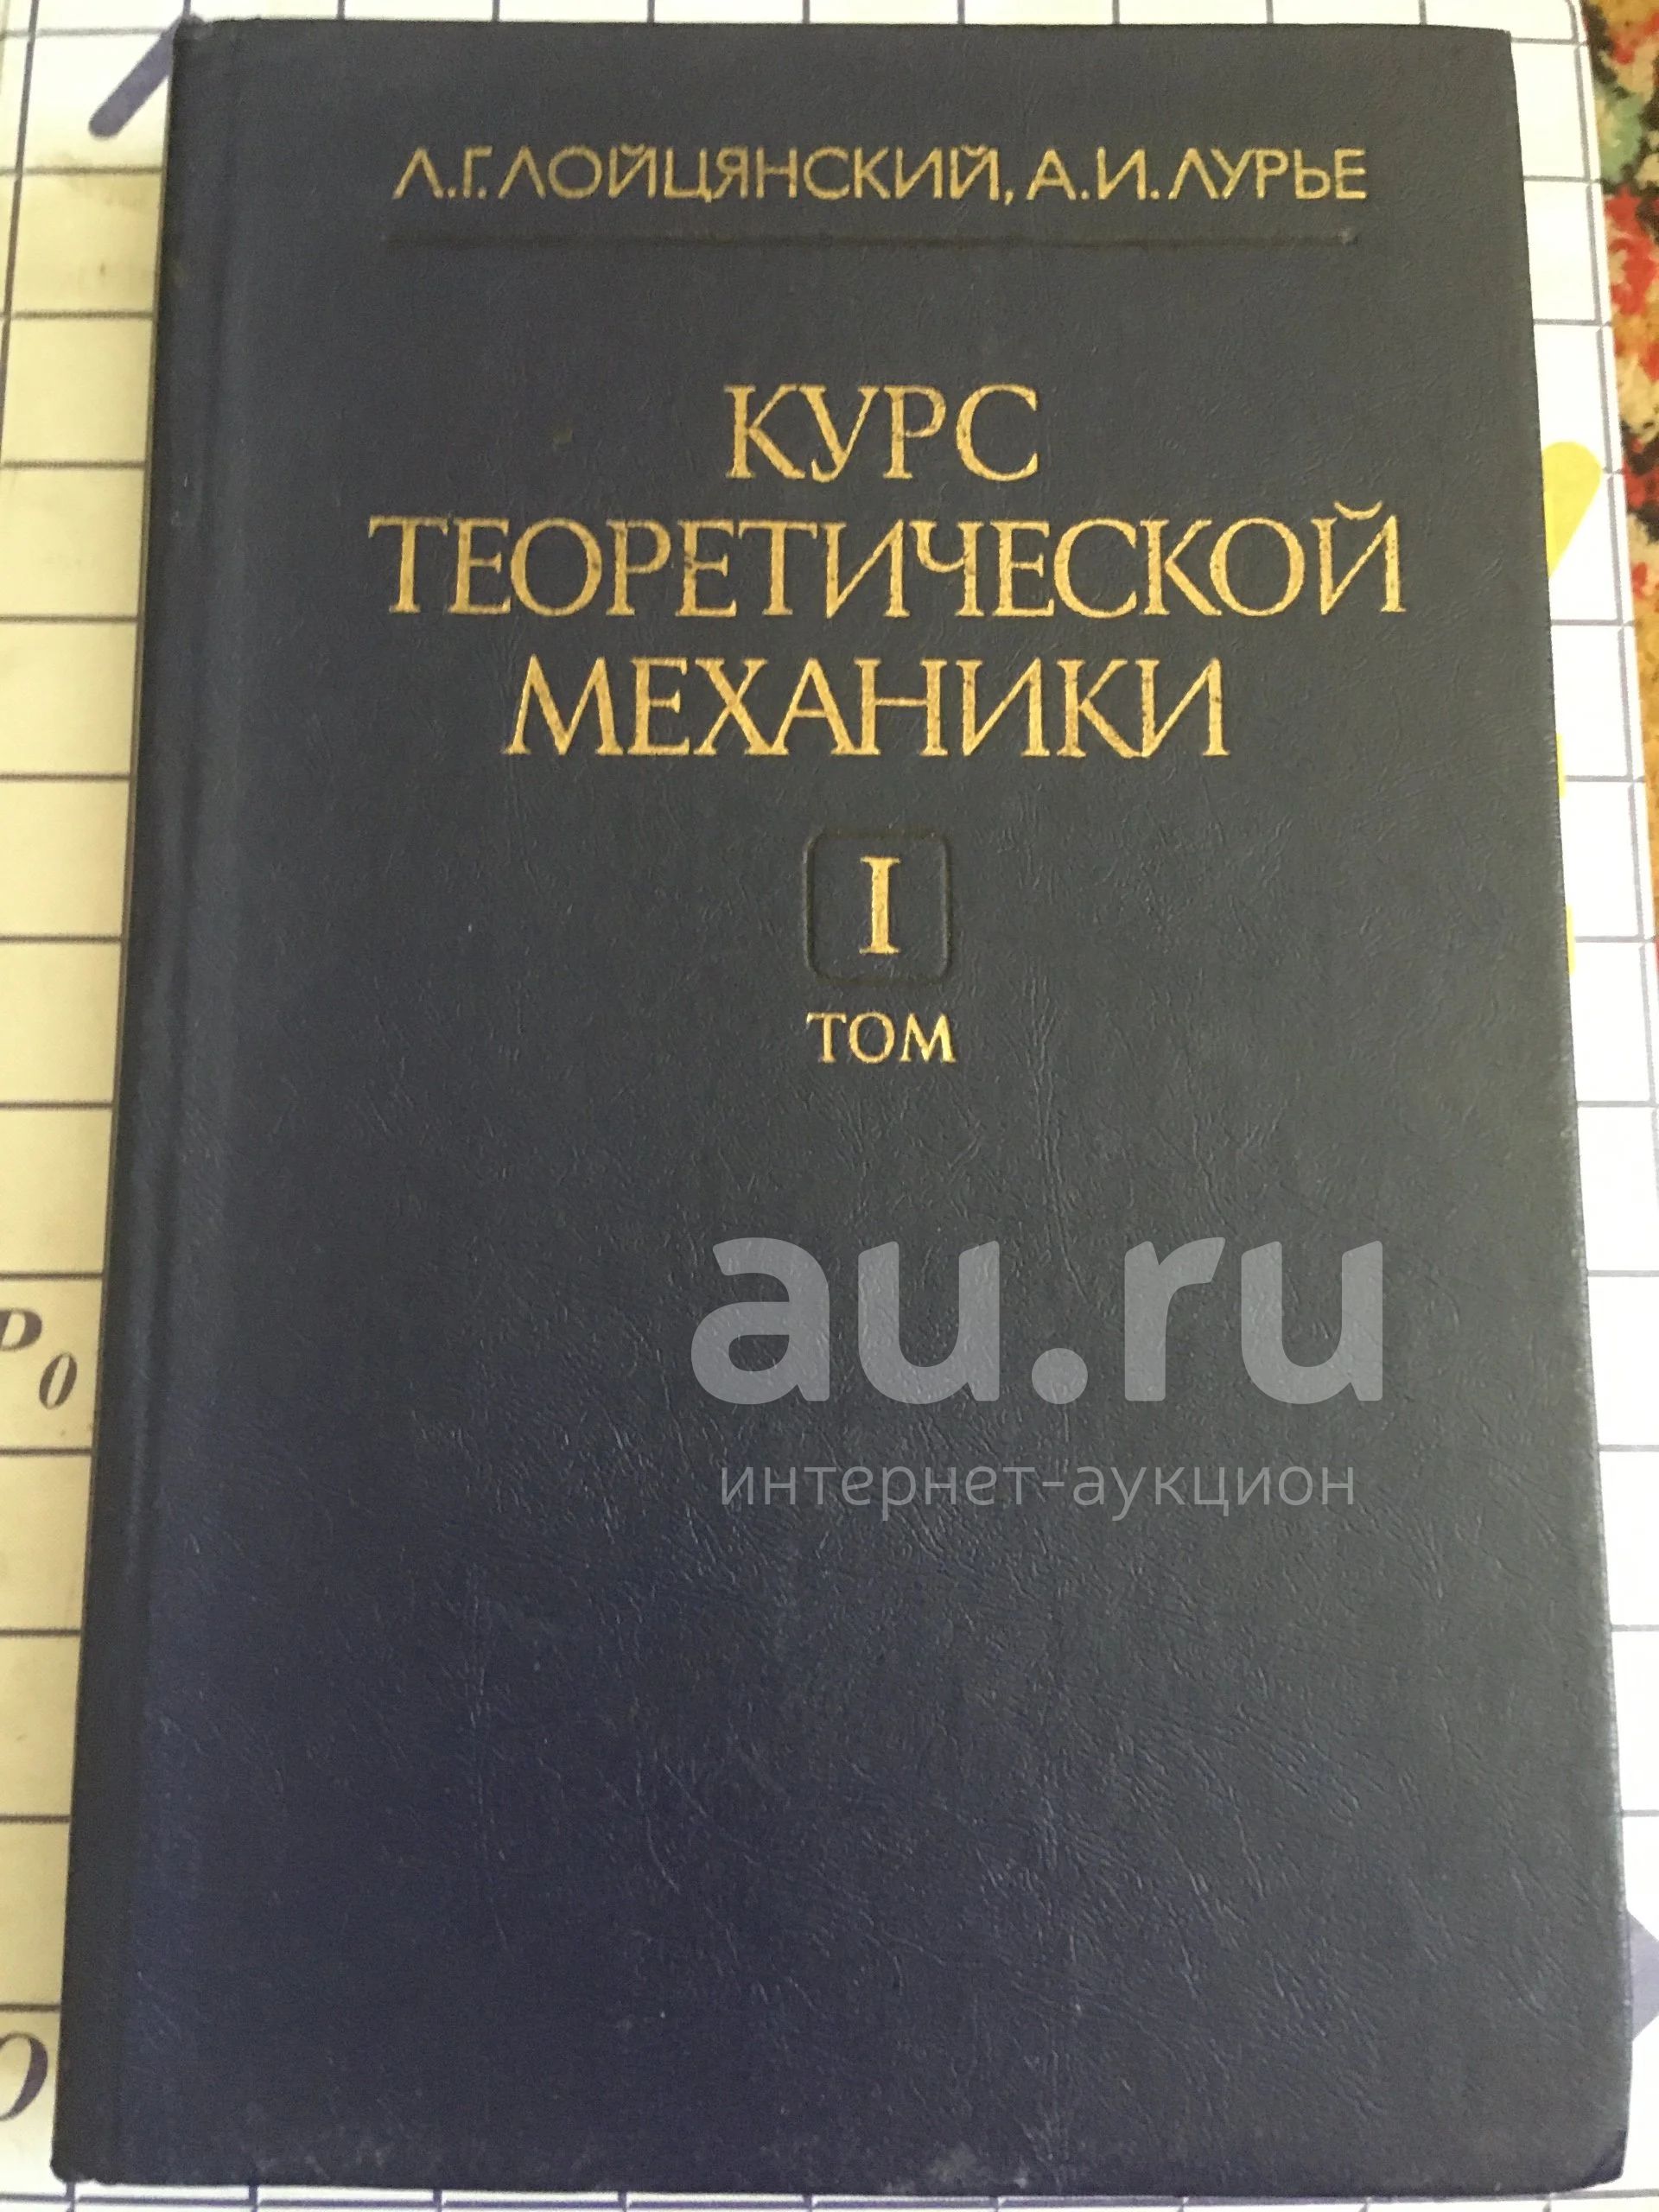 Л.Г. ЛОЙЦЯНСКИЙ, А.И. ЛУРЬЕ
КУРС
ТЕОРЕТИЧЕСКОЙ
МЕХАНИКИ
I
ТОМ
au.ru
интернет-аукцион